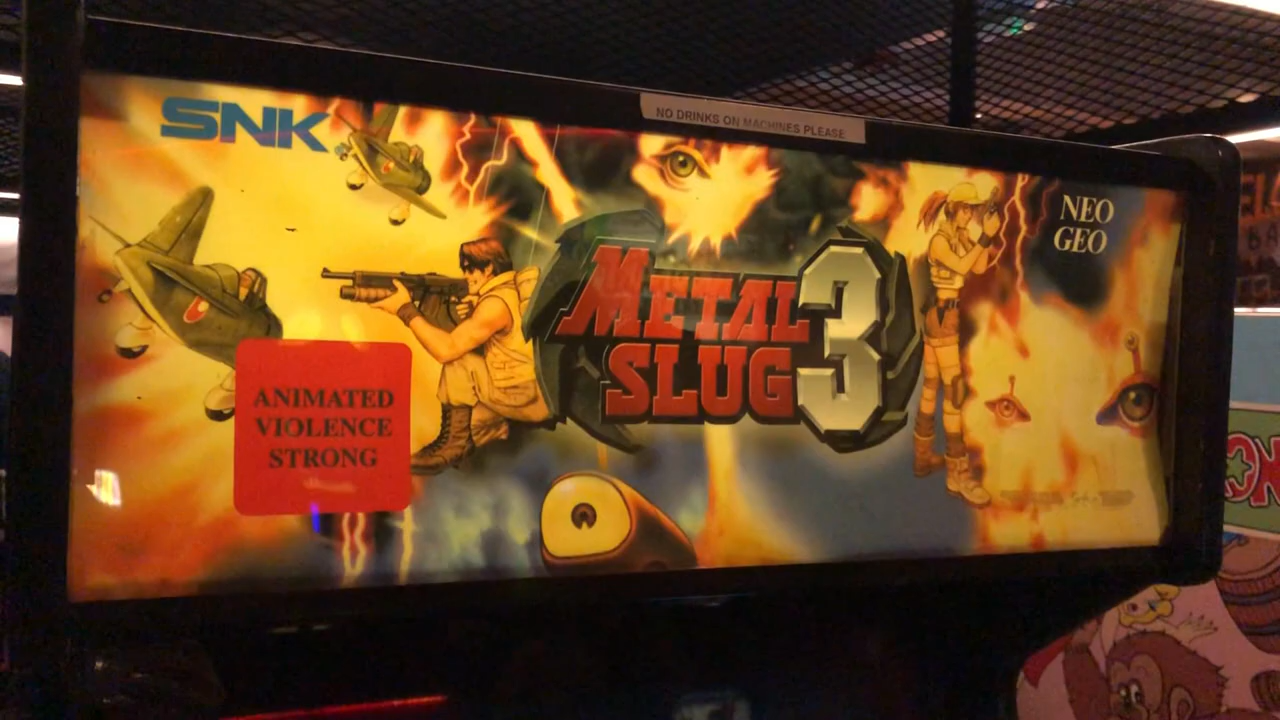 NO DRINKS ON MACHINES PLEASE
SNK
NEO
GEO
METAL
SLUG
3
ANIMATED
VIOLENCE
STRONG